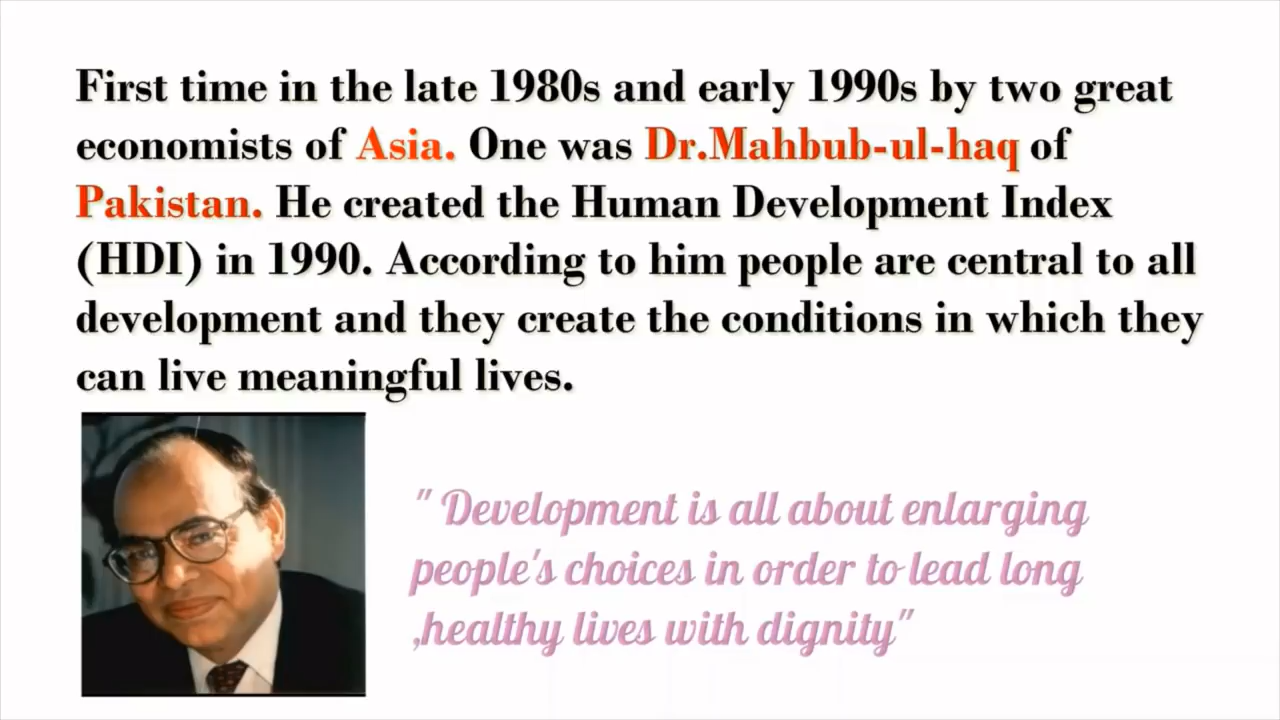 First time in the late 1980s and early 1990s by two great
economists of Asia. One was Dr.Mahbub-ul-haq of
Pakistan. He created the Human Development Index
(HDI) in 1990. According to him people are central to all
development and they create the conditions in which they
can live meaningful lives.
" Development is all about enlarging
people's choices in order to lead long
,healthy lives with dignity"